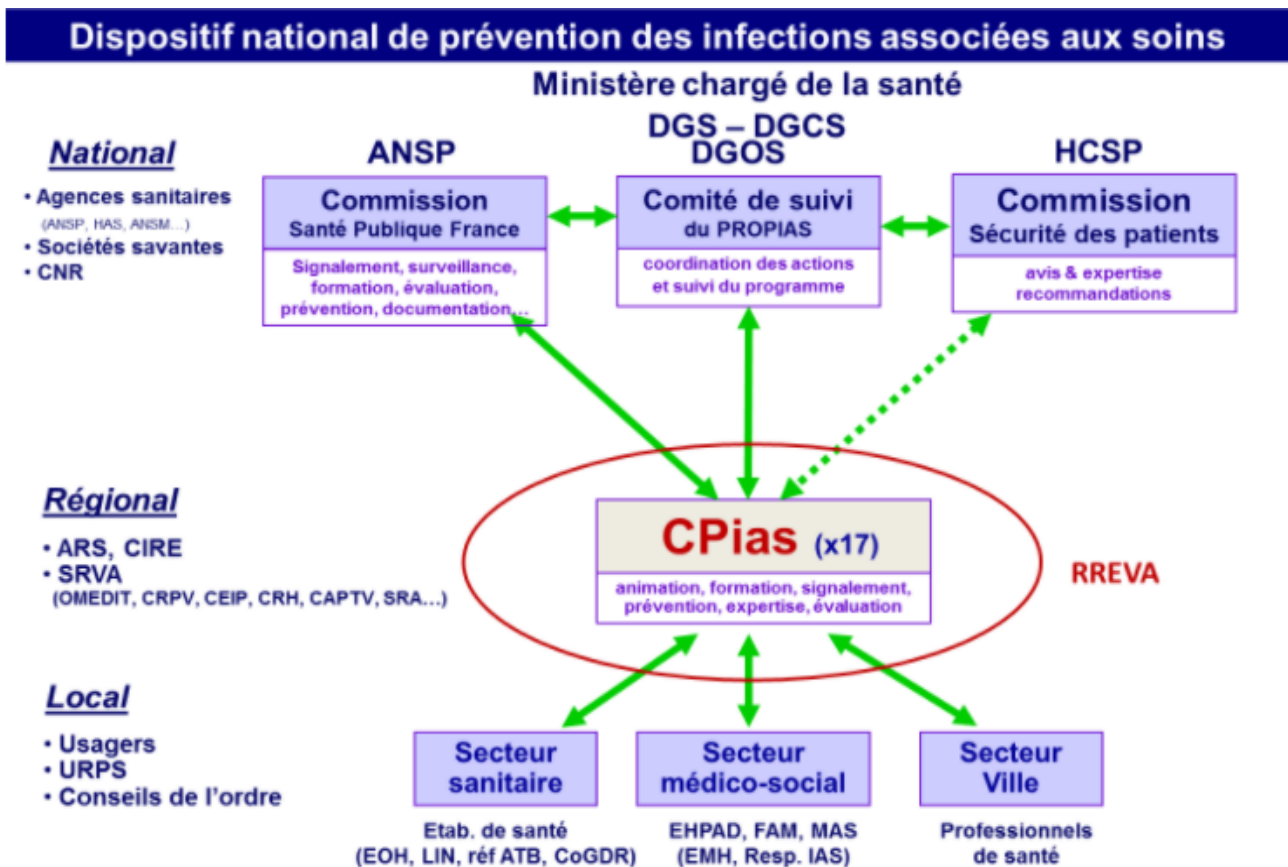 Dispositif national de prévention des infections associées aux soins
Ministère chargé de la santé
DGS – DGCS
DGOS
National
• Agences sanitaires
(ANSP, HAS, ANSM…)
• Sociétés savantes
• CNR
ANSP
Commission
Santé Publique France
Signalement, surveillance,
formation, évaluation,
prévention, documentation…
Comité de suivi
du PROPIAS
coordination des actions
et suivi du programme
HCSP
Commission
Sécurité des patients
avis & expertise
recommandations
Régional
• ARS, CIRE
• SRVA
(OMEDIT, CRPV, CEIP, CRH, CAPTV, SRA…)
CPias (x17)
animation, formation, signalement,
prévention, expertise, évaluation
RREVA
Local
• Usagers
• URPS
• Conseils de l’ordre
Secteur
sanitaire
Etab. de santé
(EOH, LIN, réf ATB, CoGDR)
Secteur
médico-social
EHPAD, FAM, MAS
(EMH, Resp. IAS)
Secteur
Ville
Professionnels
de santé